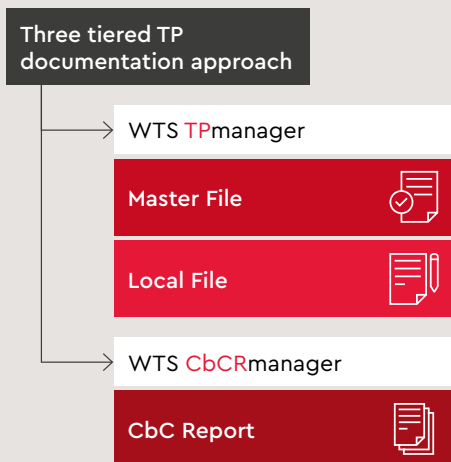 Three tiered TP
documentation approach
WTS TPmanager
Master File
Local File
WTS CbCRmanager
CbC Report